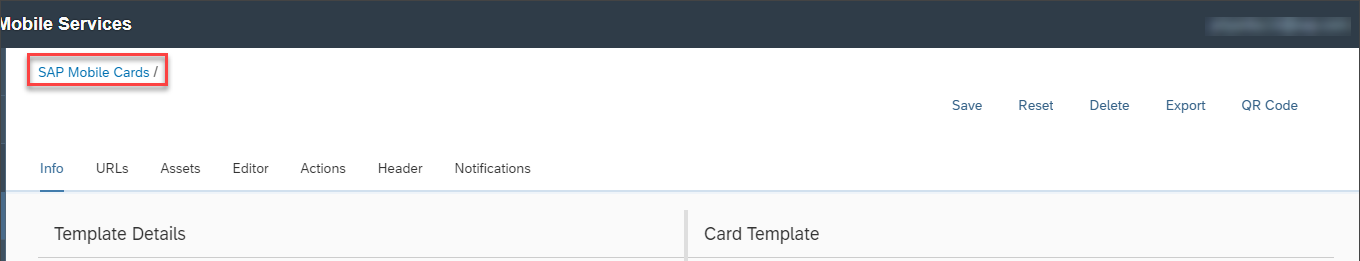 Mobile Services
SAP Mobile Cards /
Save Reset Delete Export QR Code
Info URLs Assets Editor Actions Header Notifications
Template Details Card Template